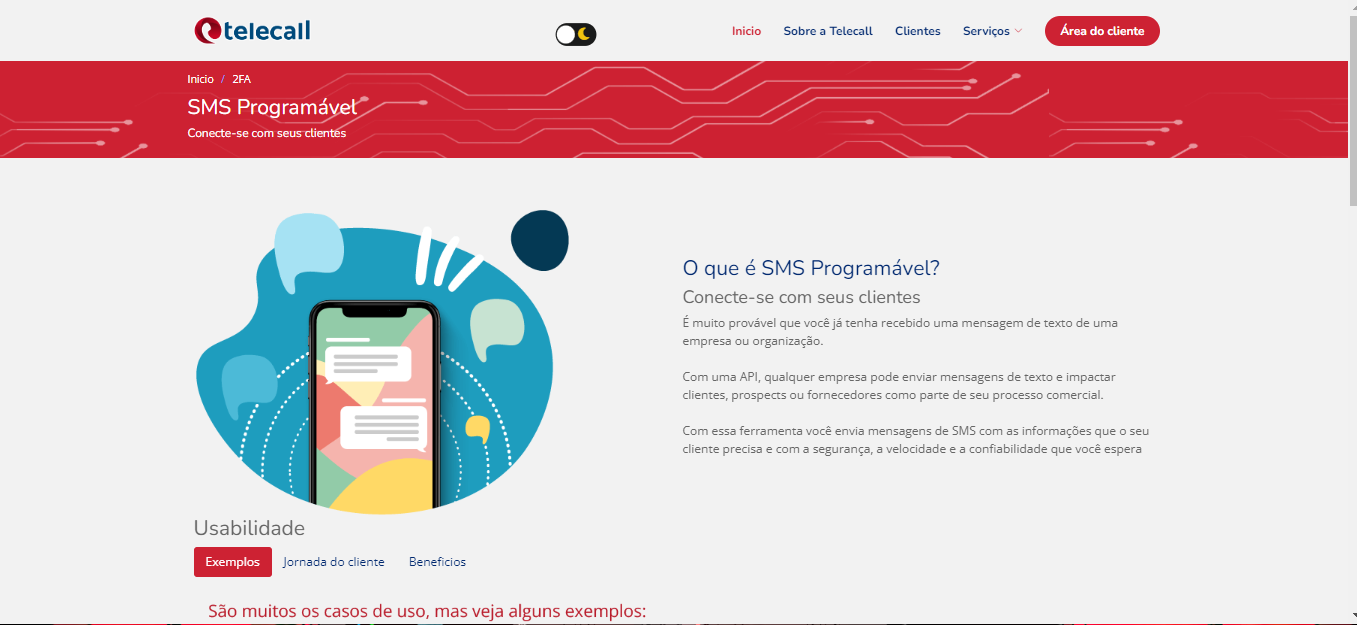 telecall
Inicio
Sobre a Telecall
Clientes
Serviços
Área do cliente
Inicio / 2FA
SMS Programável
Conecte-se com seus clientes
O que é SMS Programável?
Conecte-se com seus clientes
É muito provável que você já tenha recebido uma mensagem de texto de uma
empresa ou organização.
Com uma API, qualquer empresa pode enviar mensagens de texto e impactar
clientes, prospects ou fornecedores como parte de seu processo comercial.
Com essa ferramenta você envia mensagens de SMS com as informações que o seu
cliente precisa e com a segurança, a velocidade e a confiabilidade que você espera
Usabilidade
Exemplos
Jornada do cliente
Beneficios
São muitos os casos de uso, mas veja alguns exemplos: